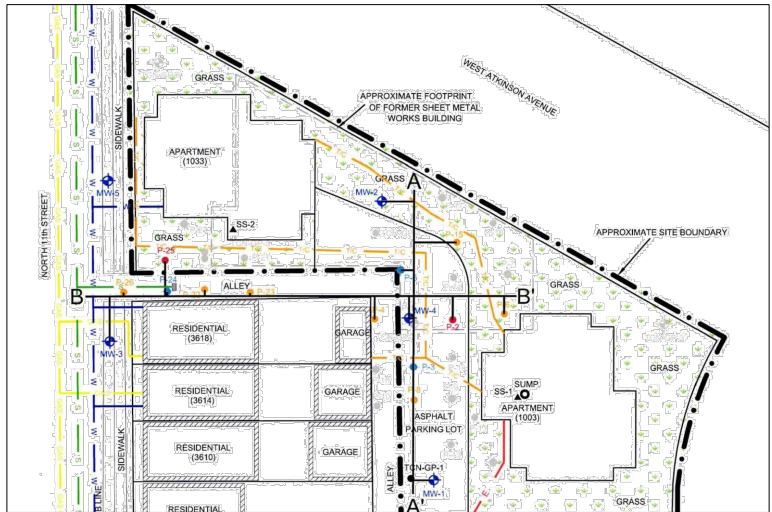 WEST ATKINSON AVENUE
GRASS
APPROXIMATE FOOTPRINT
OF FORMER SHEET METAL
WORKS BUILDING
SIDEWALK
APARTMENT
(1033)
GRASS
A
MW-2
MW-5
NORTH 11th STREET
SS-2
APPROXIMATE SITE BOUNDARY
GRASS
P-25
P-24
P-26
ALLEY
B
B'
MW-4
P-2
RESIDENTIAL
(3618)
GARAGE
MW-3
P-3
GRASS
RESIDENTIAL
(3614)
GARAGE
SS-1
SUMP
APARTMENT
(1003)
ASPHALT
PARKING LOT
RESIDENTIAL
(3610)
GARAGE
SIDEWALK
ALLEY
TCN-GP-1
MW-1
E
B LINE
RESIDENTIAL
A'
GRASS